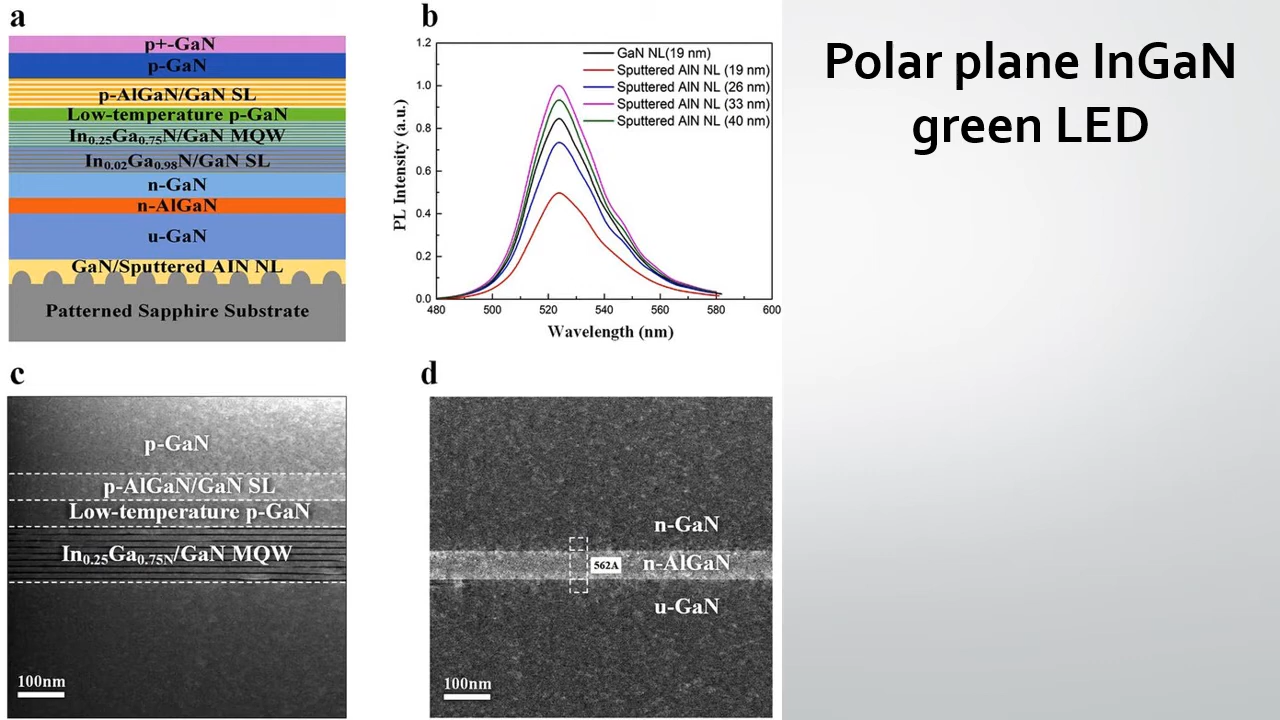 a
p+-GaN
p-GaN
p-AlGaN/GaN SL
Low-temperature p-GaN
In0.25Ga0.75N/GaN MQW
In0.02Ga0.98N/GaN SL
n-GaN
n-AlGaN
u-GaN
GaN/Sputtered AlN NL
Patterned Sapphire Substrate
b
1.2
1.0
0.8
0.6
0.4
0.2
0.0
PL Intensity (a.u.)
GaN NL(19 nm)
Sputtered AlN NL (19 nm)
Sputtered AlN NL (26 nm)
Sputtered AlN NL (33 nm)
Sputtered AlN NL (40 nm)
480 500 520 540 560 580 600
Wavelength (nm)
Polar plane InGaN
green LED
c
p-GaN
p-AlGaN/GaN SL
Low-temperature p-GaN
In0.25Ga0.75N/GaN MQW
100nm
d
n-GaN
562A n-AlGaN
u-GaN
100nm